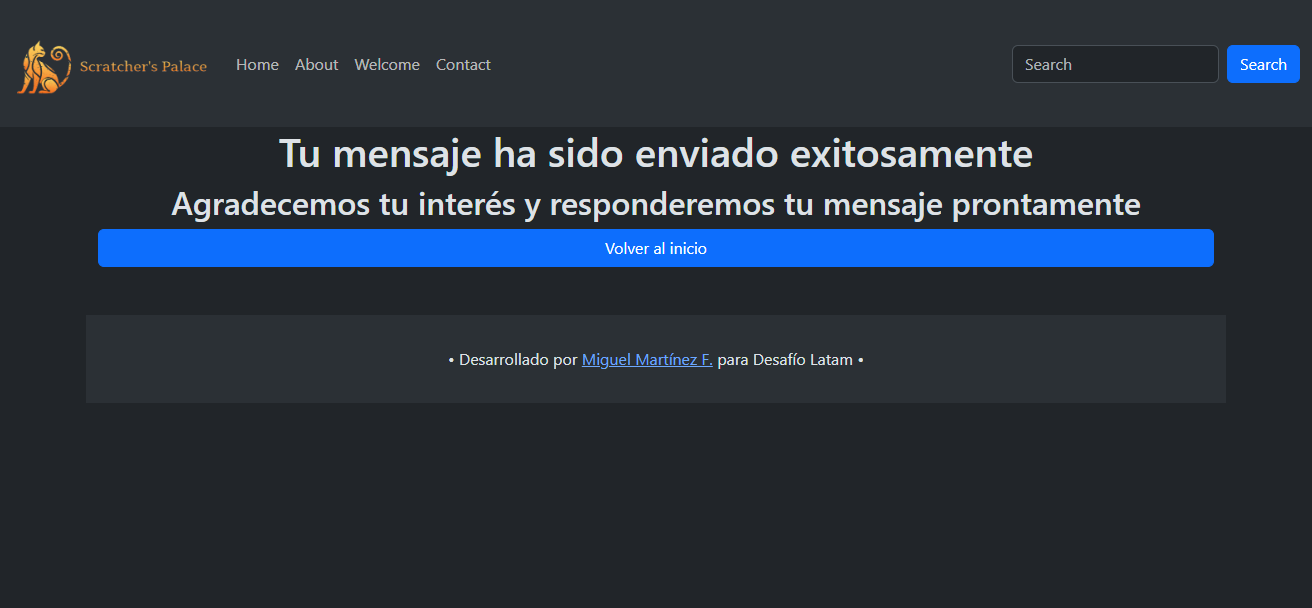 Scratcher's Palace Home About Welcome Contact Search Search
Tu mensaje ha sido enviado exitosamente
Agradecemos tu interés y responderemos tu mensaje prontamente
Volver al inicio
• Desarrollado por Miguel Martínez F. para Desafío Latam •